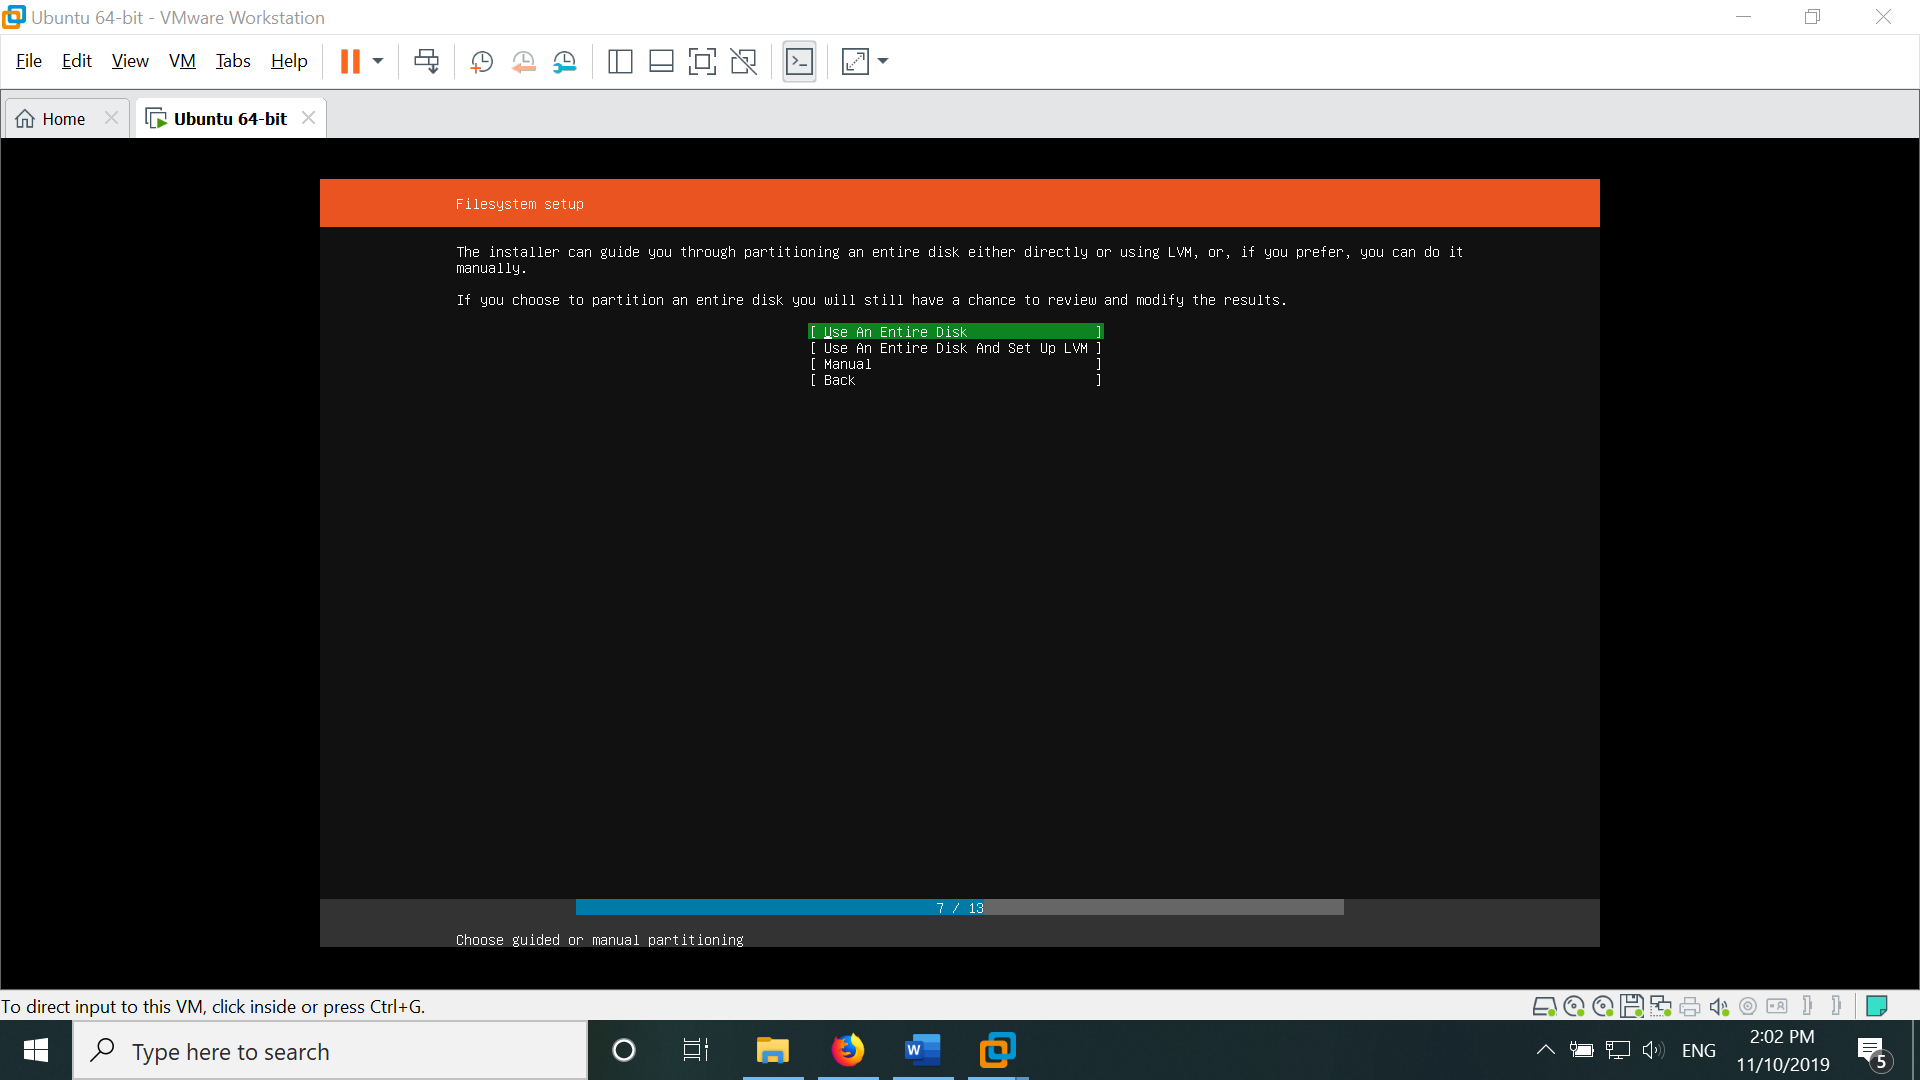 Ubuntu 64-bit - VMware Workstation
File Edit View VM Tabs Help
Home
Ubuntu 64-bit
Filesystem setup
The installer can guide you through partitioning an entire disk either directly or using LVM, or, if you prefer, you can do it
manually.
If you choose to partition an entire disk you will still have a chance to review and modify the results.
[ Use An Entire Disk ]
[ Use An Entire Disk And Set Up LVM ]
[ Manual ]
[ Back ]
7 / 13
Choose guided or manual partitioning
To direct input to this VM, click inside or press Ctrl+G.
Type here to search
W
ENG
2:02 PM
11/10/2019
5